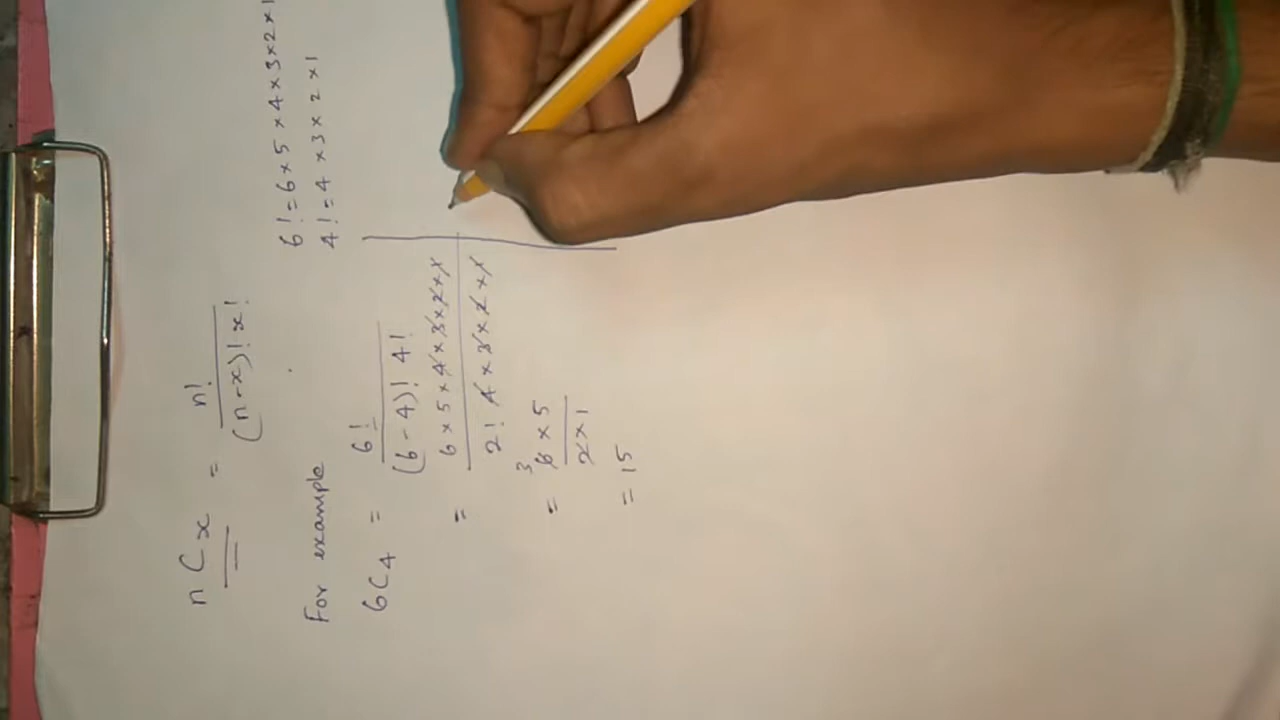 nCx = n! / (n-x)! x!
For example
6! = 6 x 5 x 4 x 3 x 2 x 1
4! = 4 x 3 x 2 x 1
6C4 = 6! / (6-4)! 4!
= 6 x 5 x 4 x 3 x 2 x 1 / 2! 4 x 3 x 2 x 1
= 3 6 x 5 / 2 x 1
= 15